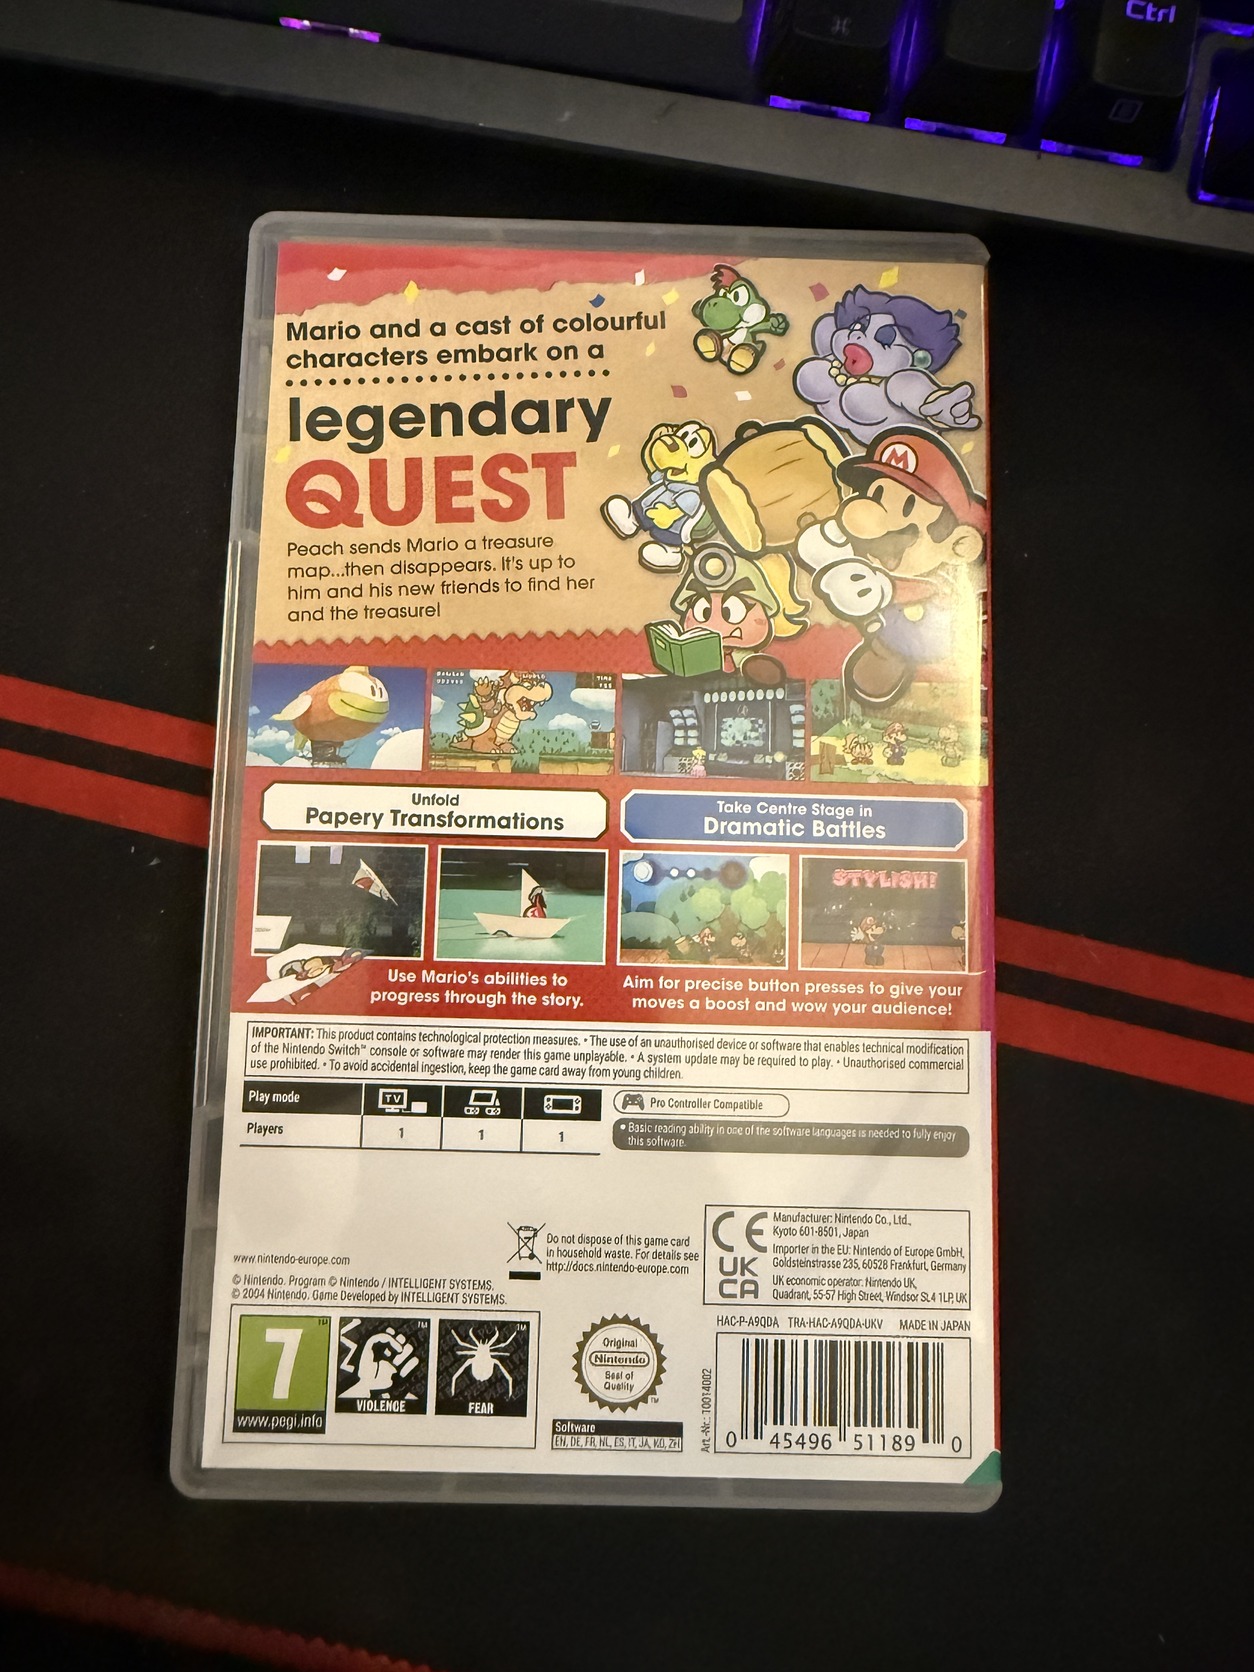 Ctrl
Mario and a cast of colourful
characters embark on a
legendary
QUEST
Peach sends Mario a treasure
map...then disappears. It's up to
him and his new friends to find her
and the treasure!
M
Unfold
Papery Transformations
Take Centre Stage in
Dramatic Battles
STYLISH!
Use Mario's abilities to
progress through the story.
Aim for precise button presses to give your
moves a boost and wow your audience!
IMPORTANT: This product contains technological protection measures. • The use of an unauthorised device or software that enables technical modification
of the Nintendo Switch™ console or software may render this game unplayable. • A system update may be required to play. • Unauthorised commercial
use prohibited. • To avoid accidental ingestion, keep the game card away from young children.
Play mode
TV
Players
1
1
1
Pro Controller Compatible
• Basic reading ability in one of the software languages is needed to fully enjoy
this software.
www.nintendo-europe.com
© Nintendo. Program © Nintendo / INTELLIGENT SYSTEMS.
© 2004 Nintendo. Game Developed by INTELLIGENT SYSTEMS.
Do not dispose of this game card
in household waste. For details see
http://docs.nintendo-europe.com
CE
UK
CA
Manufacturer: Nintendo Co., Ltd.,
Kyoto 601-8501, Japan
Importer in the EU: Nintendo of Europe GmbH,
Goldsteinstrasse 235, 60528 Frankfurt, Germany
UK economic operator: Nintendo UK,
Quadrant, 55-57 High Street, Windsor SL4 1LP, UK
HAC-P-A9QDA TRA-HAC-A9QDA-UKV MADE IN JAPAN
7
www.pegi.info
VIOLENCE
TM
FEAR
TM
Original
Nintendo
Seal of
Quality
TM
Software
EN, DE, FR, NL, ES, IT, JA, KO, ZH
Art.-Nr.: 10014002
0 45496 51189 0